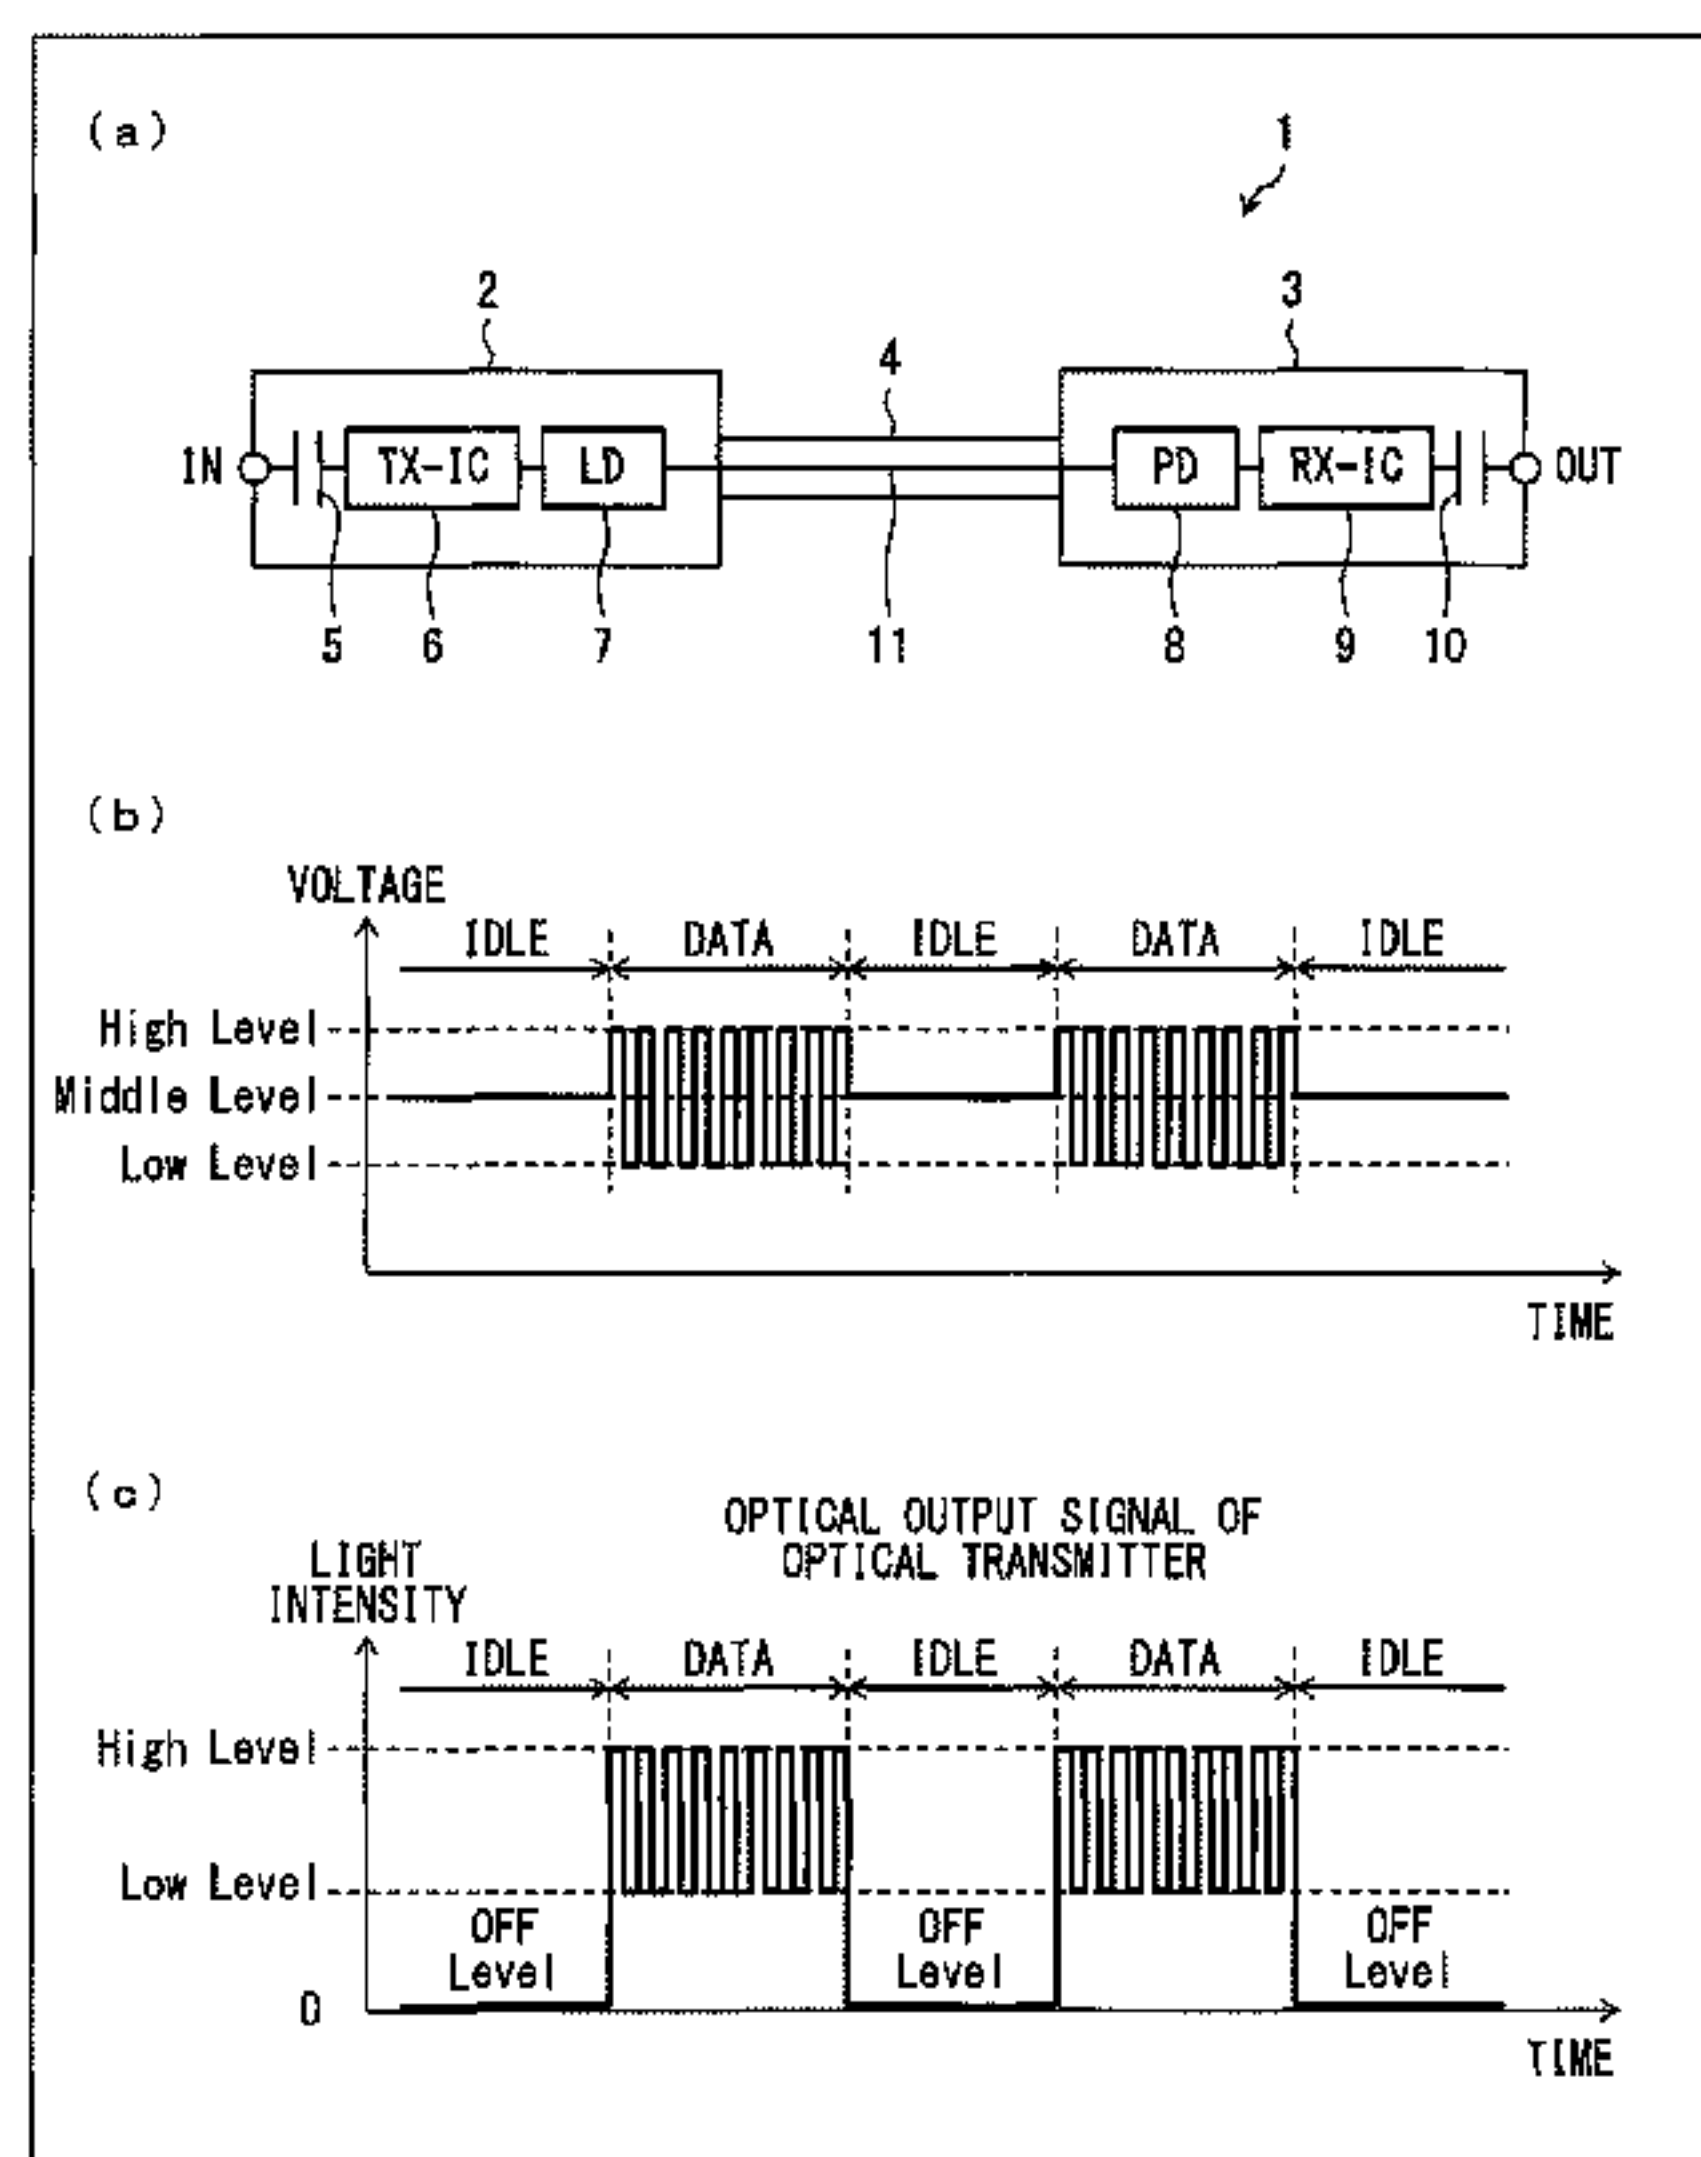 (a)
1
2
3
4
IN
TX-IC
LD
PD
RX-IC
OUT
5
6
7
11
8
9
10
(b)
VOLTAGE
IDLE DATA IDLE DATA IDLE
High Level
Middle Level
Low Level
TIME
(c)
OPTICAL OUTPUT SIGNAL OF
OPTICAL TRANSMITTER
LIGHT
INTENSITY
IDLE DATA IDLE DATA IDLE
High Level
Low Level
OFF OFF OFF
Level Level Level
0
TIME